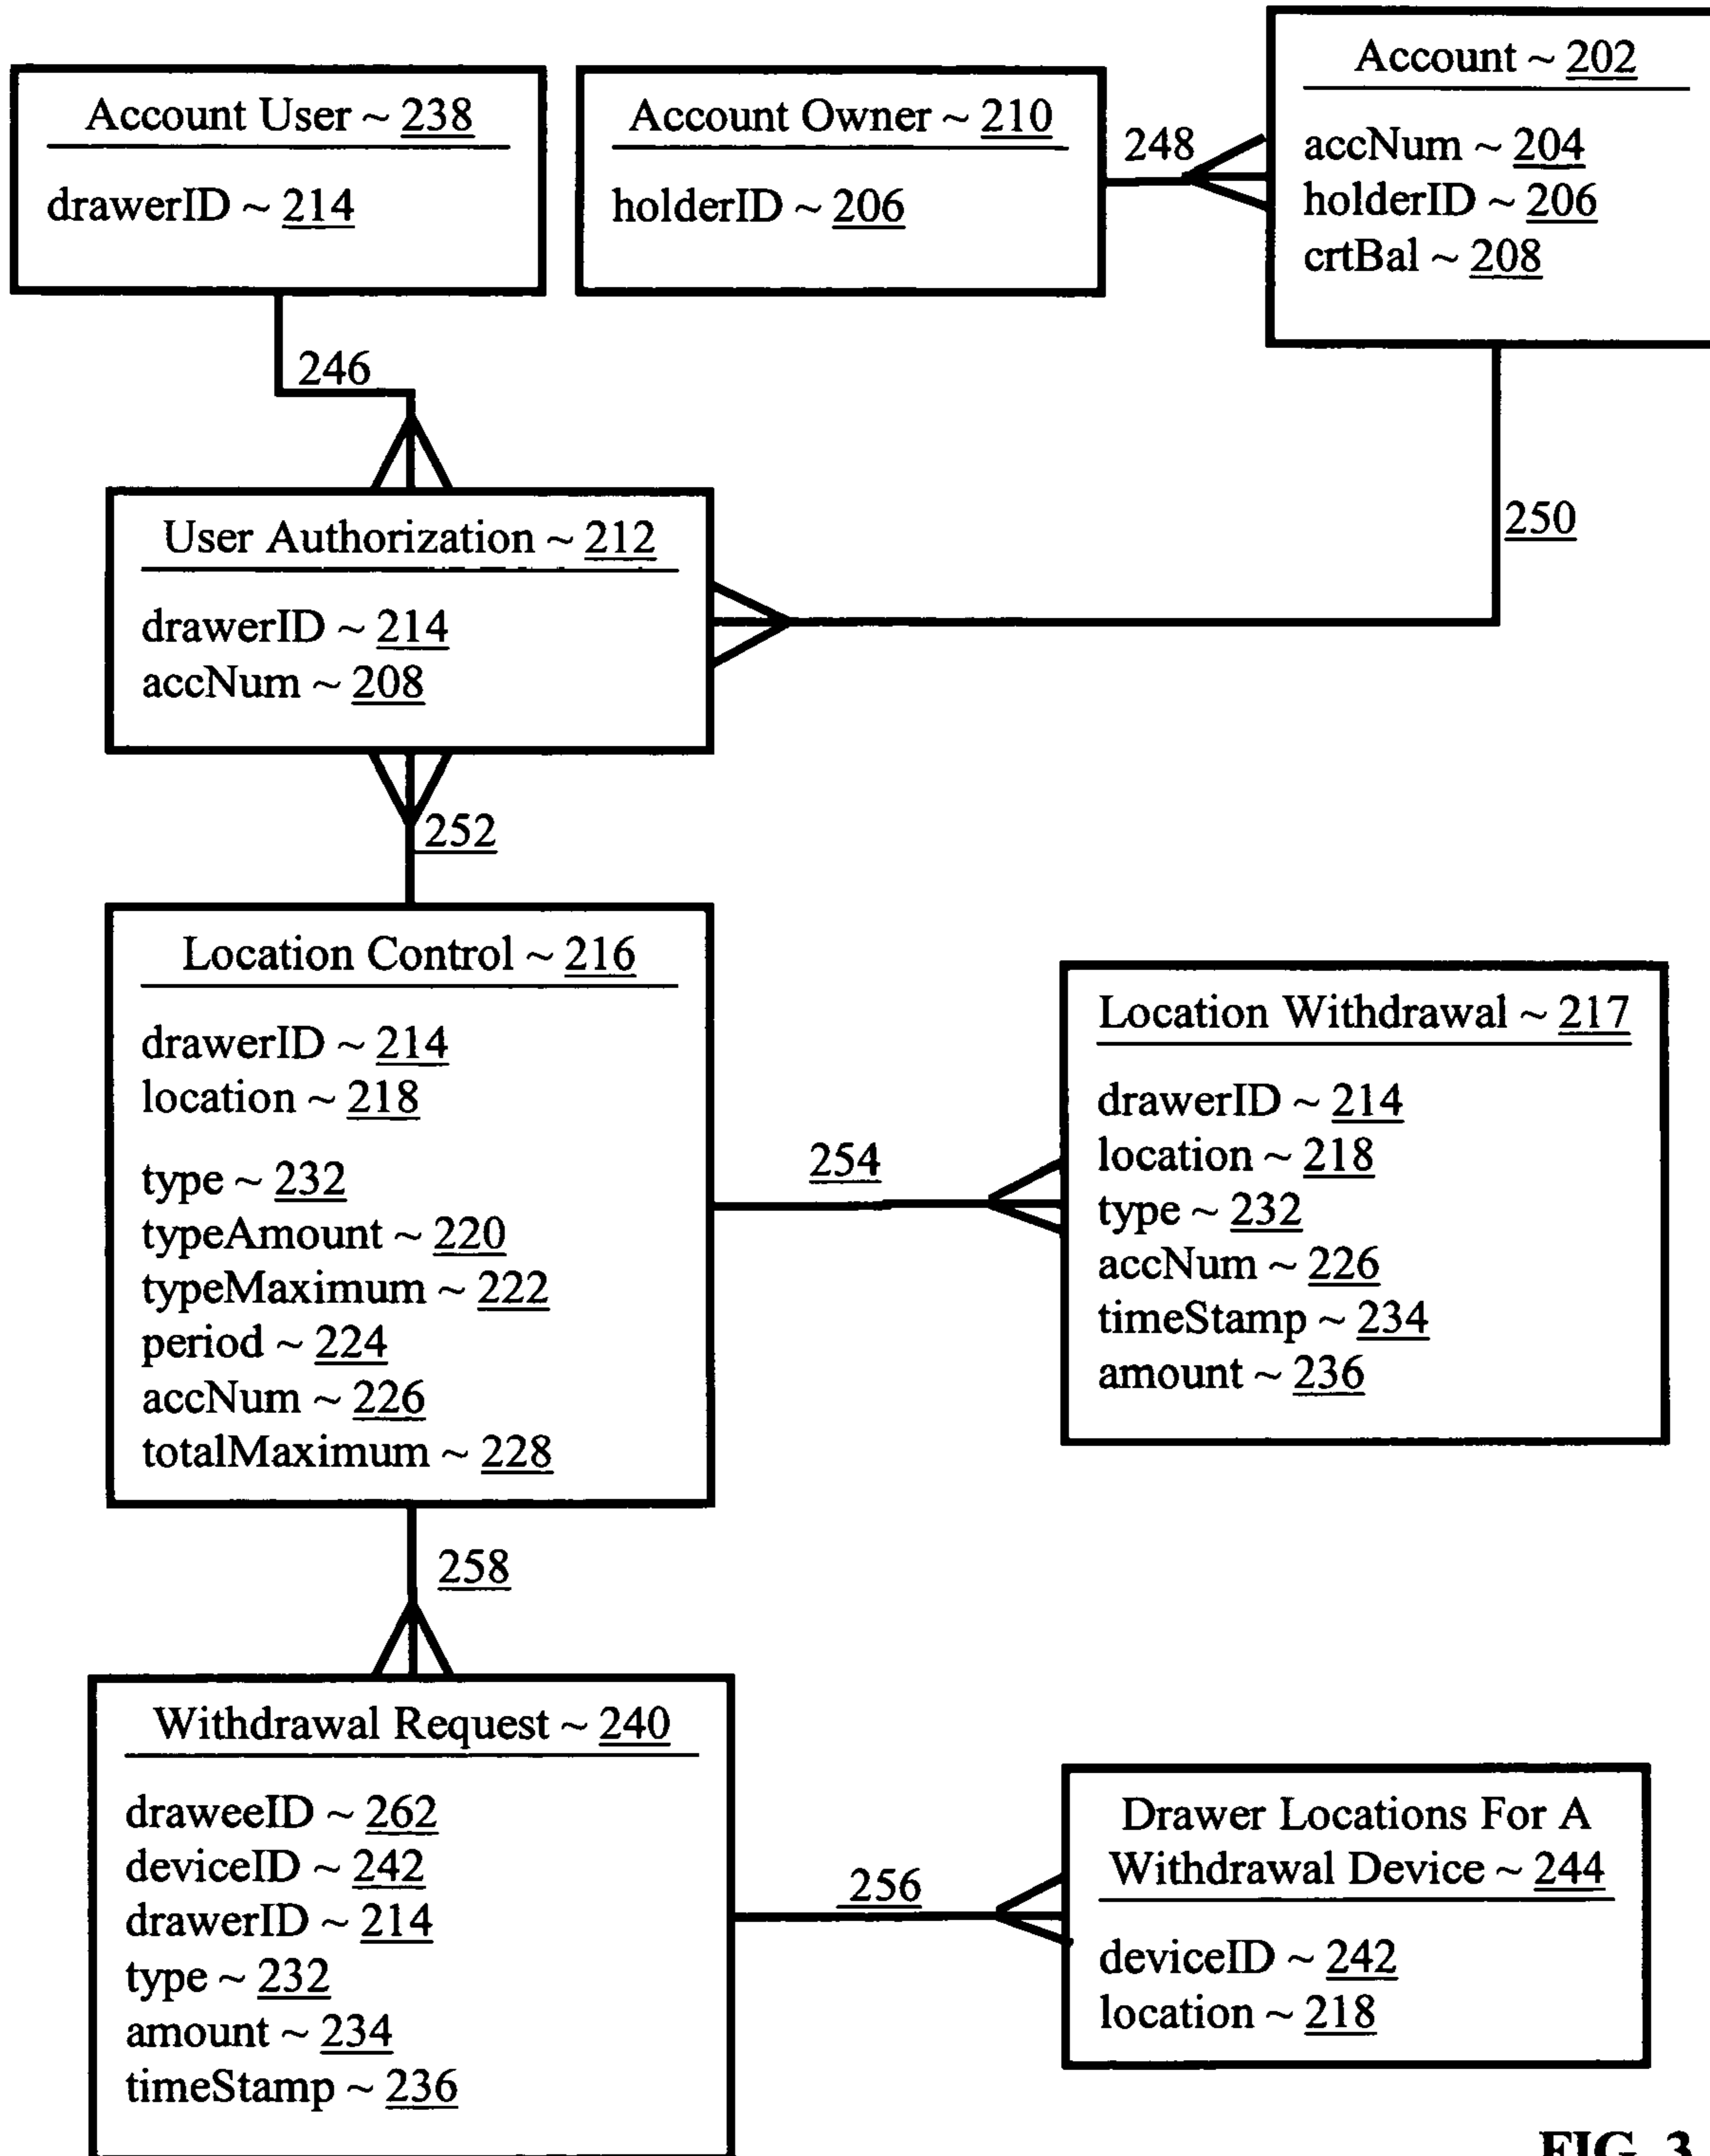 Account User ~ 238
drawerID ~ 214
Account Owner ~ 210
holderID ~ 206
248
Account ~ 202
accNum ~ 204
holderID ~ 206
crtBal ~ 208
246
250
User Authorization ~ 212
drawerID ~ 214
accNum ~ 208
252
Location Control ~ 216
drawerID ~ 214
location ~ 218
type ~ 232
typeAmount ~ 220
typeMaximum ~ 222
period ~ 224
accNum ~ 226
totalMaximum ~ 228
254
Location Withdrawal ~ 217
drawerID ~ 214
location ~ 218
type ~ 232
accNum ~ 226
timeStamp ~ 234
amount ~ 236
258
Withdrawal Request ~ 240
draweeID ~ 262
deviceID ~ 242
drawerID ~ 214
type ~ 232
amount ~ 234
timeStamp ~ 236
256
Drawer Locations For A
Withdrawal Device ~ 244
deviceID ~ 242
location ~ 218
FIG. 3